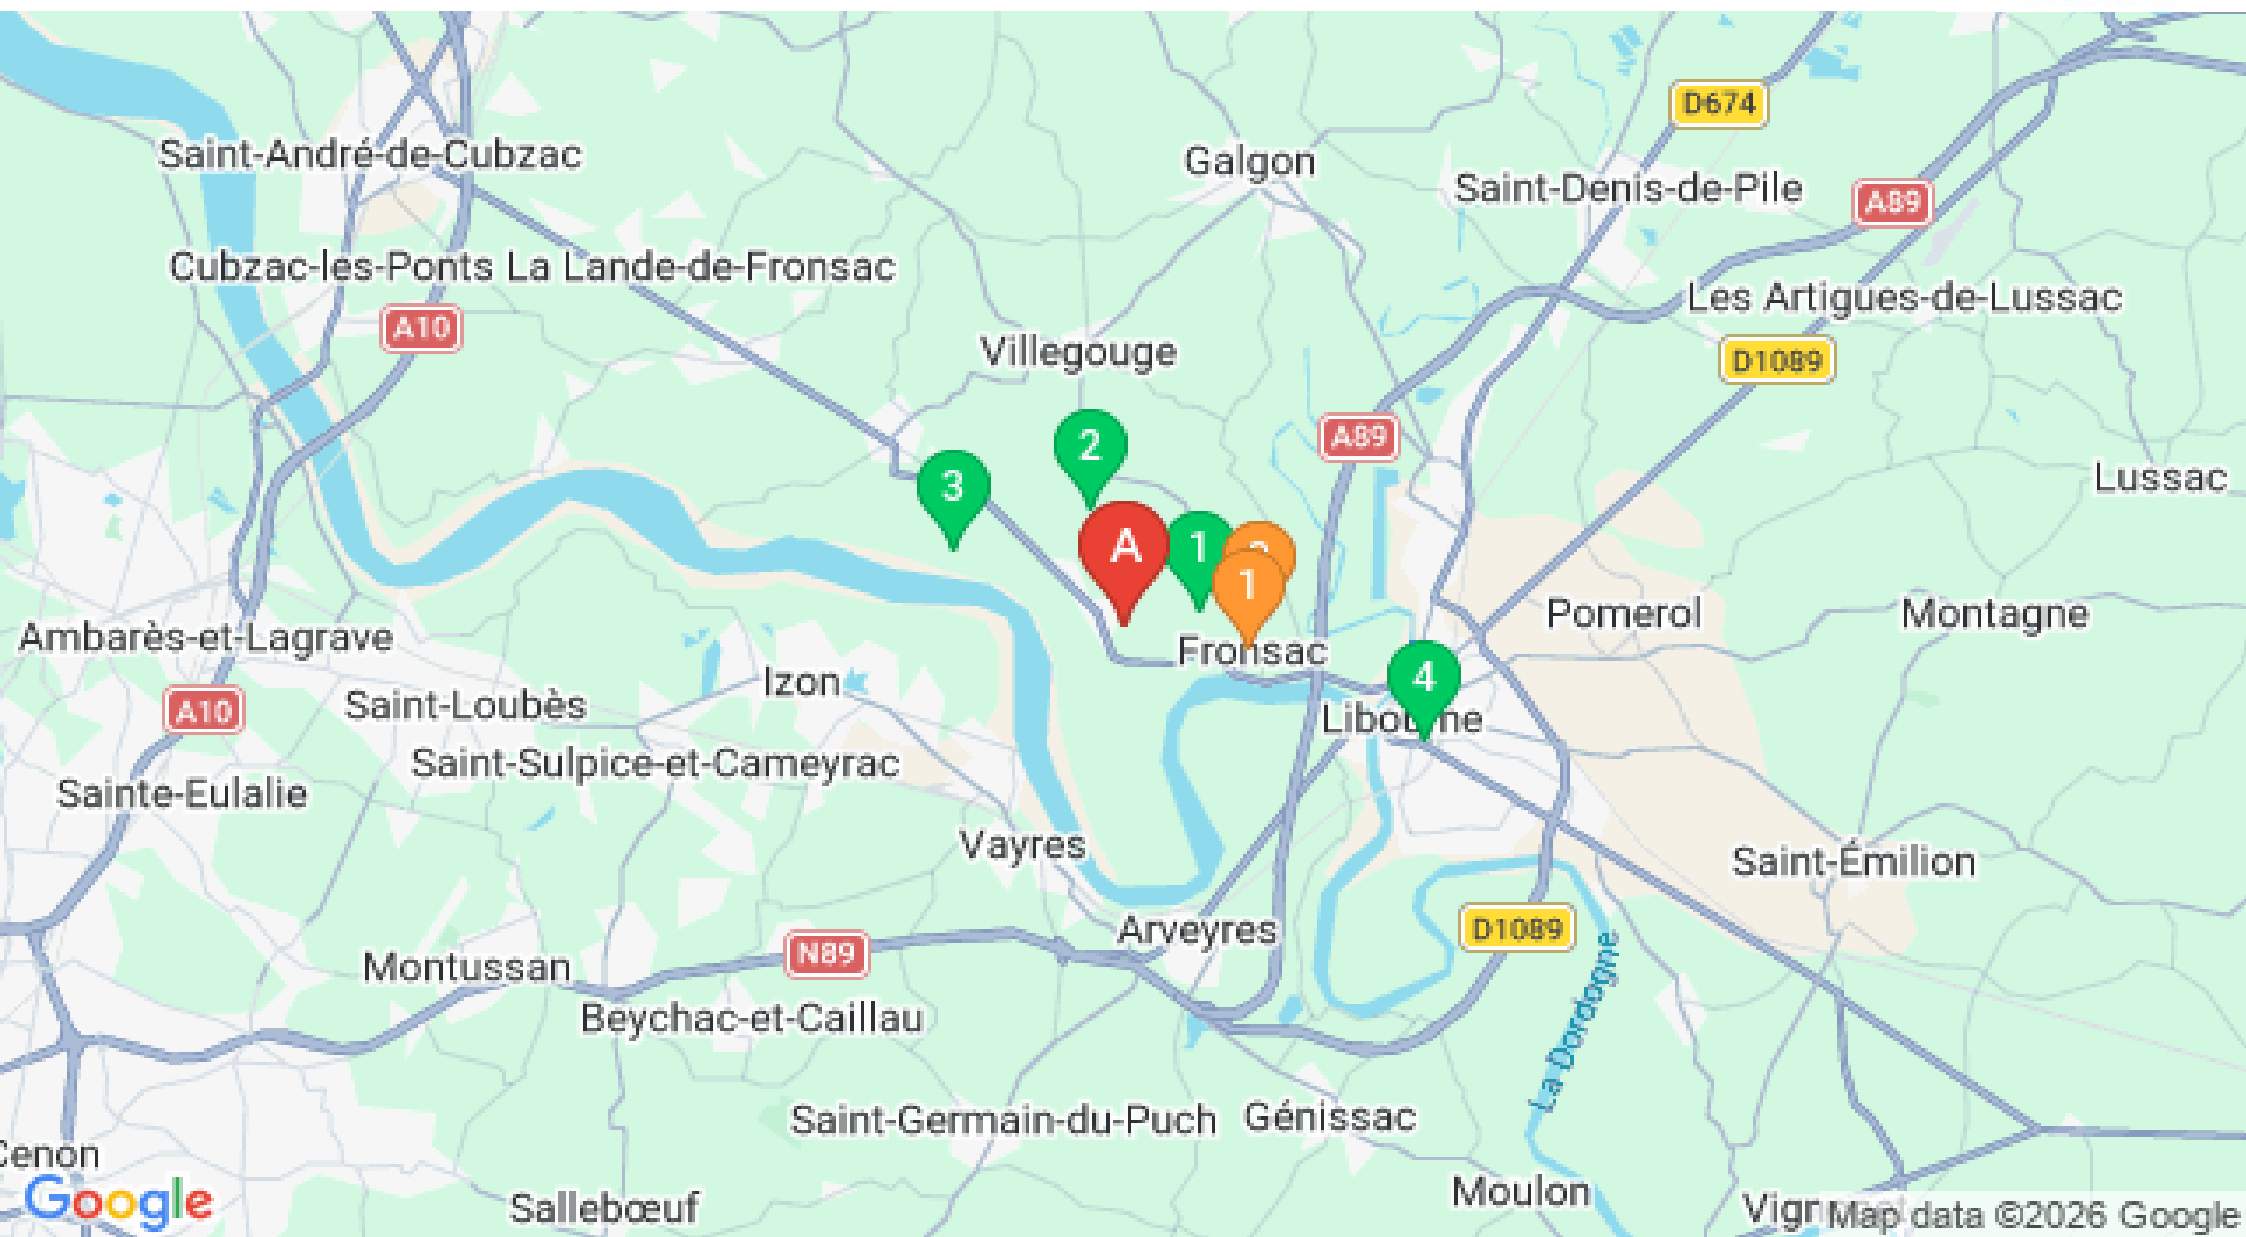 D674
Saint-André-de-Cubzac
Galgon
Saint-Denis-de-Pile
A89
Cubzac-les-Ponts
La Lande-de-Fronsac
Les Artigues-de-Lussac
A10
Villegouge
D1089
2
A89
3
Lussac
A
1
1
Pomerol
Montagne
Ambarès-et-Lagrave
Fronsac
Izon
4
A10
Saint-Loubès
Libourne
Saint-Sulpice-et-Cameyrac
Sainte-Eulalie
Vayres
Saint-Émilion
Arveyres
D1089
N89
Montussan
Beychac-et-Caillau
La Dordogne
Saint-Germain-du-Puch
Génissac
Cenon
Moulon
Google
Sallebœuf
Map data ©2026 Google